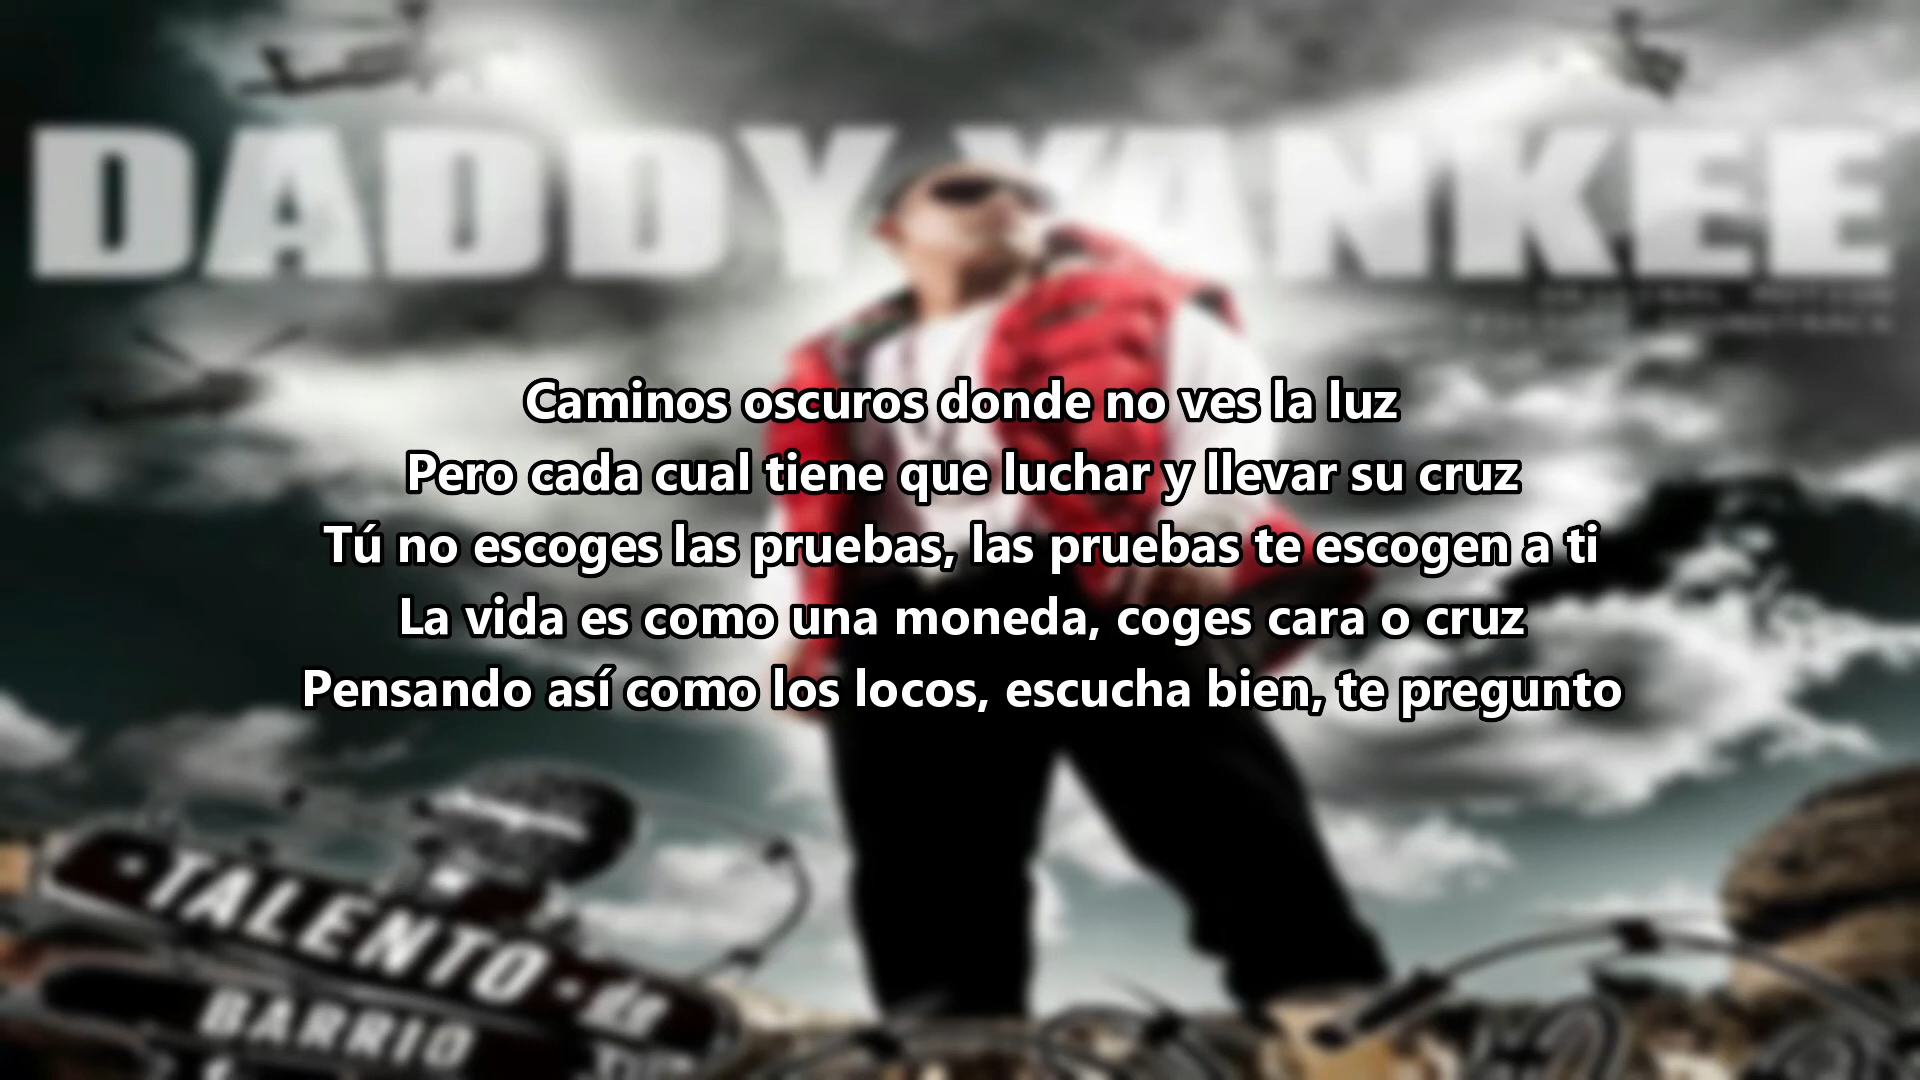 DADDY YANKEE
Caminos oscuros donde no ves la luz
Pero cada cual tiene que luchar y llevar su cruz
Tú no escoges las pruebas, las pruebas te escogen a ti
La vida es como una moneda, coges cara o cruz
Pensando así como los locos, escucha bien, te pregunto
TALENTO de
BARRIO